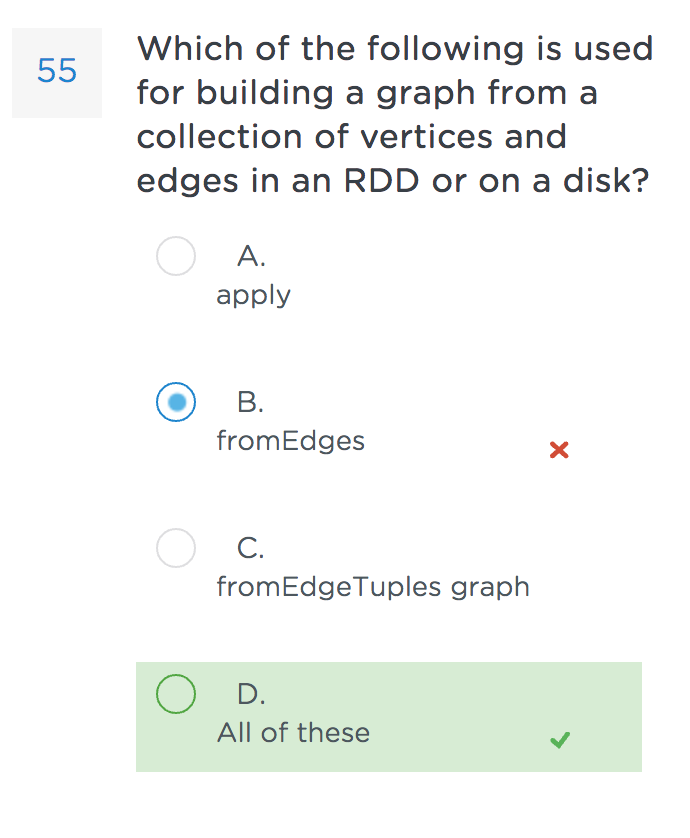 55
Which of the following is used
for building a graph from a
collection of vertices and
edges in an RDD or on a disk?
A.
apply
B.
fromEdges
C.
fromEdgeTuples graph
D.
All of these